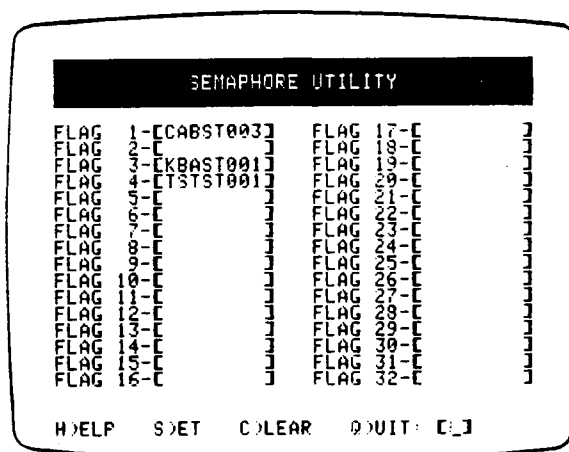 SEMAPHORE UTILITY
FLAG 1-[CABST003] FLAG 17-[ ]
FLAG 2-[ ] FLAG 18-[ ]
FLAG 3-[KBAST001] FLAG 19-[ ]
FLAG 4-[TSTST001] FLAG 20-[ ]
FLAG 5-[ ] FLAG 21-[ ]
FLAG 6-[ ] FLAG 22-[ ]
FLAG 7-[ ] FLAG 23-[ ]
FLAG 8-[ ] FLAG 24-[ ]
FLAG 9-[ ] FLAG 25-[ ]
FLAG 10-[ ] FLAG 26-[ ]
FLAG 11-[ ] FLAG 27-[ ]
FLAG 12-[ ] FLAG 28-[ ]
FLAG 13-[ ] FLAG 29-[ ]
FLAG 14-[ ] FLAG 30-[ ]
FLAG 15-[ ] FLAG 31-[ ]
FLAG 16-[ ] FLAG 32-[ ]
H)ELP S)ET C)LEAR Q)UIT: [_]